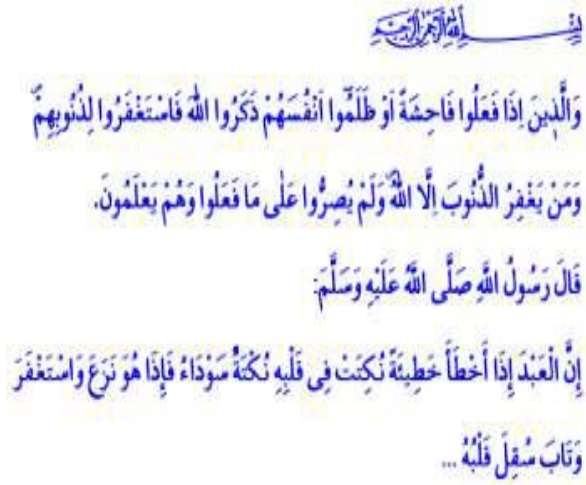 بِسْمِ اللّٰهِ الرَّحْمٰنِ الرَّحِيمِ
وَالَّذ۪ينَ اِذَا فَعَلُوا فَاحِشَةً اَوْ ظَلَمُٓوا اَنْفُسَهُمْ ذَكَرُوا اللّٰهَ فَاسْتَغْفَرُوا لِذُنُوبِهِمْۖ
وَمَنْ يَغْفِرُ الذُّنُوبَ اِلَّا اللّٰهُۖ وَلَمْ يُصِرُّوا عَلٰى مَا فَعَلُوا وَهُمْ يَعْلَمُونَ.
قَالَ رَسُولُ اللَّهِ صَلَّى اللَّهُ عَلَيْهِ وَسَلَّمَ:
إِنَّ الْعَبْدَ إِذَا أَخْطَأَ خَطِيئَةً نُكِتَتْ فِى قَلْبِهِ نُكْتَةٌ سَوْدَاءُ فَإِذَا هُوَ نَزَعَ وَاسْتَغْفَرَ
وَتَابَ سُقِلَ قَلْبُهُ ...